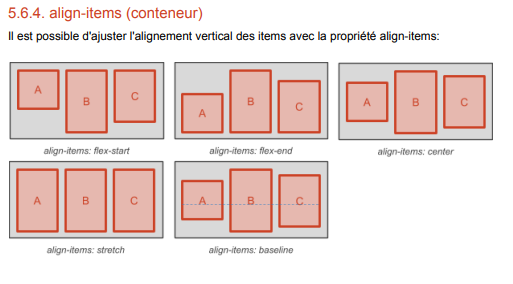 5.6.4. align-items (conteneur)
Il est possible d'ajuster l'alignement vertical des items avec la propriété align-items:
A B C
A B C
A B C
align-items: flex-start
align-items: flex-end
align-items: center
A B C
A B C
align-items: stretch
align-items: baseline